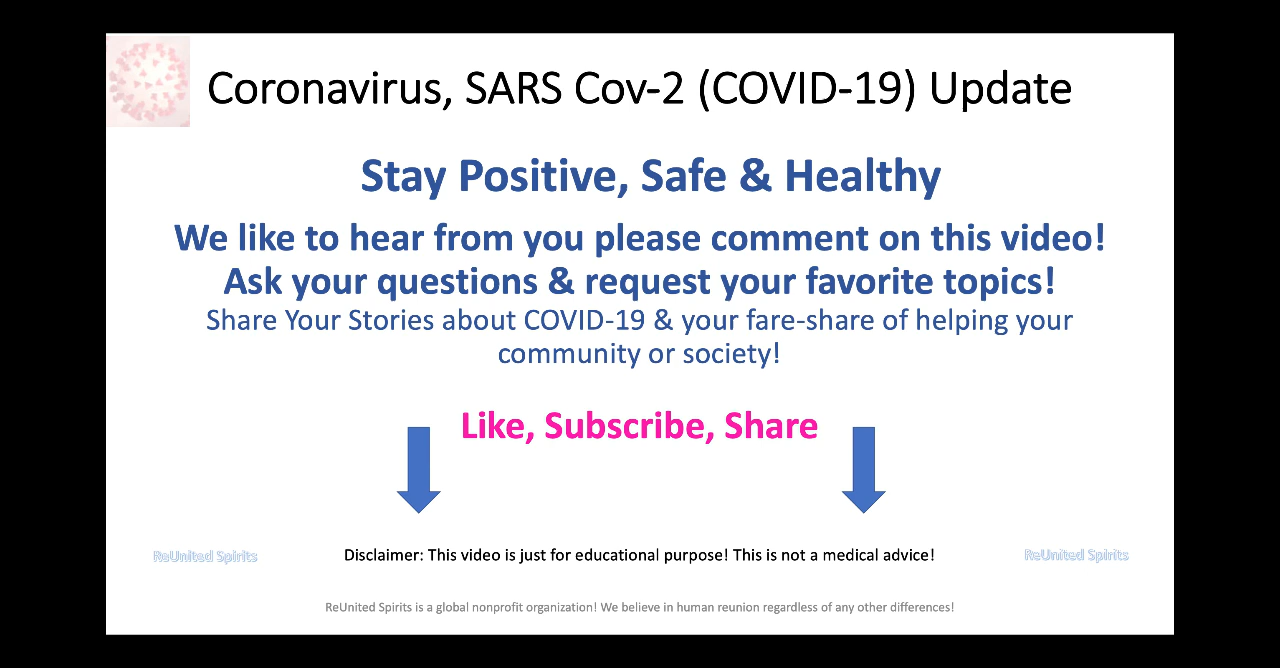 Coronavirus, SARS Cov-2 (COVID-19) Update
Stay Positive, Safe & Healthy
We like to hear from you please comment on this video!
Ask your questions & request your favorite topics!
Share Your Stories about COVID-19 & your fare-share of helping your
community or society!
Like, Subscribe, Share
ReUnited Spirits
Disclaimer: This video is just for educational purpose! This is not a medical advice!
ReUnited Spirits
ReUnited Spirits is a global nonprofit organization! We believe in human reunion regardless of any other differences!